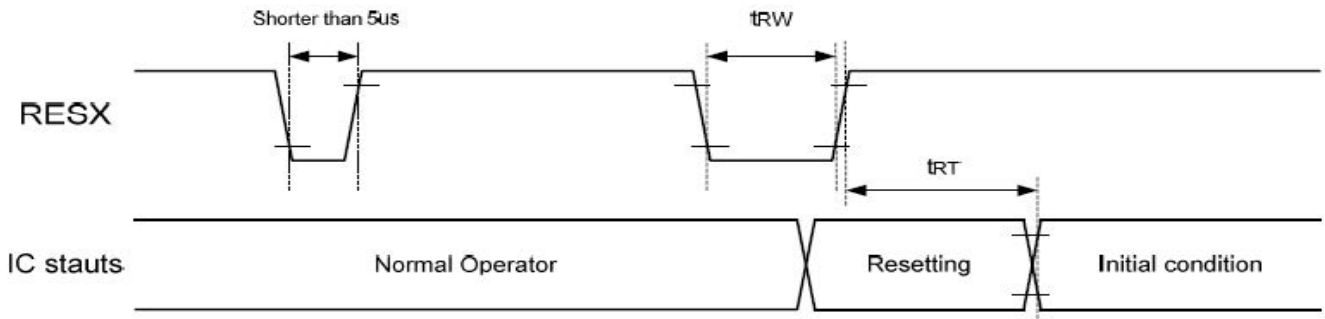 Shorter than 5us
tRW
RESX
tRT
IC stauts
Normal Operator
Resetting
Initial condition